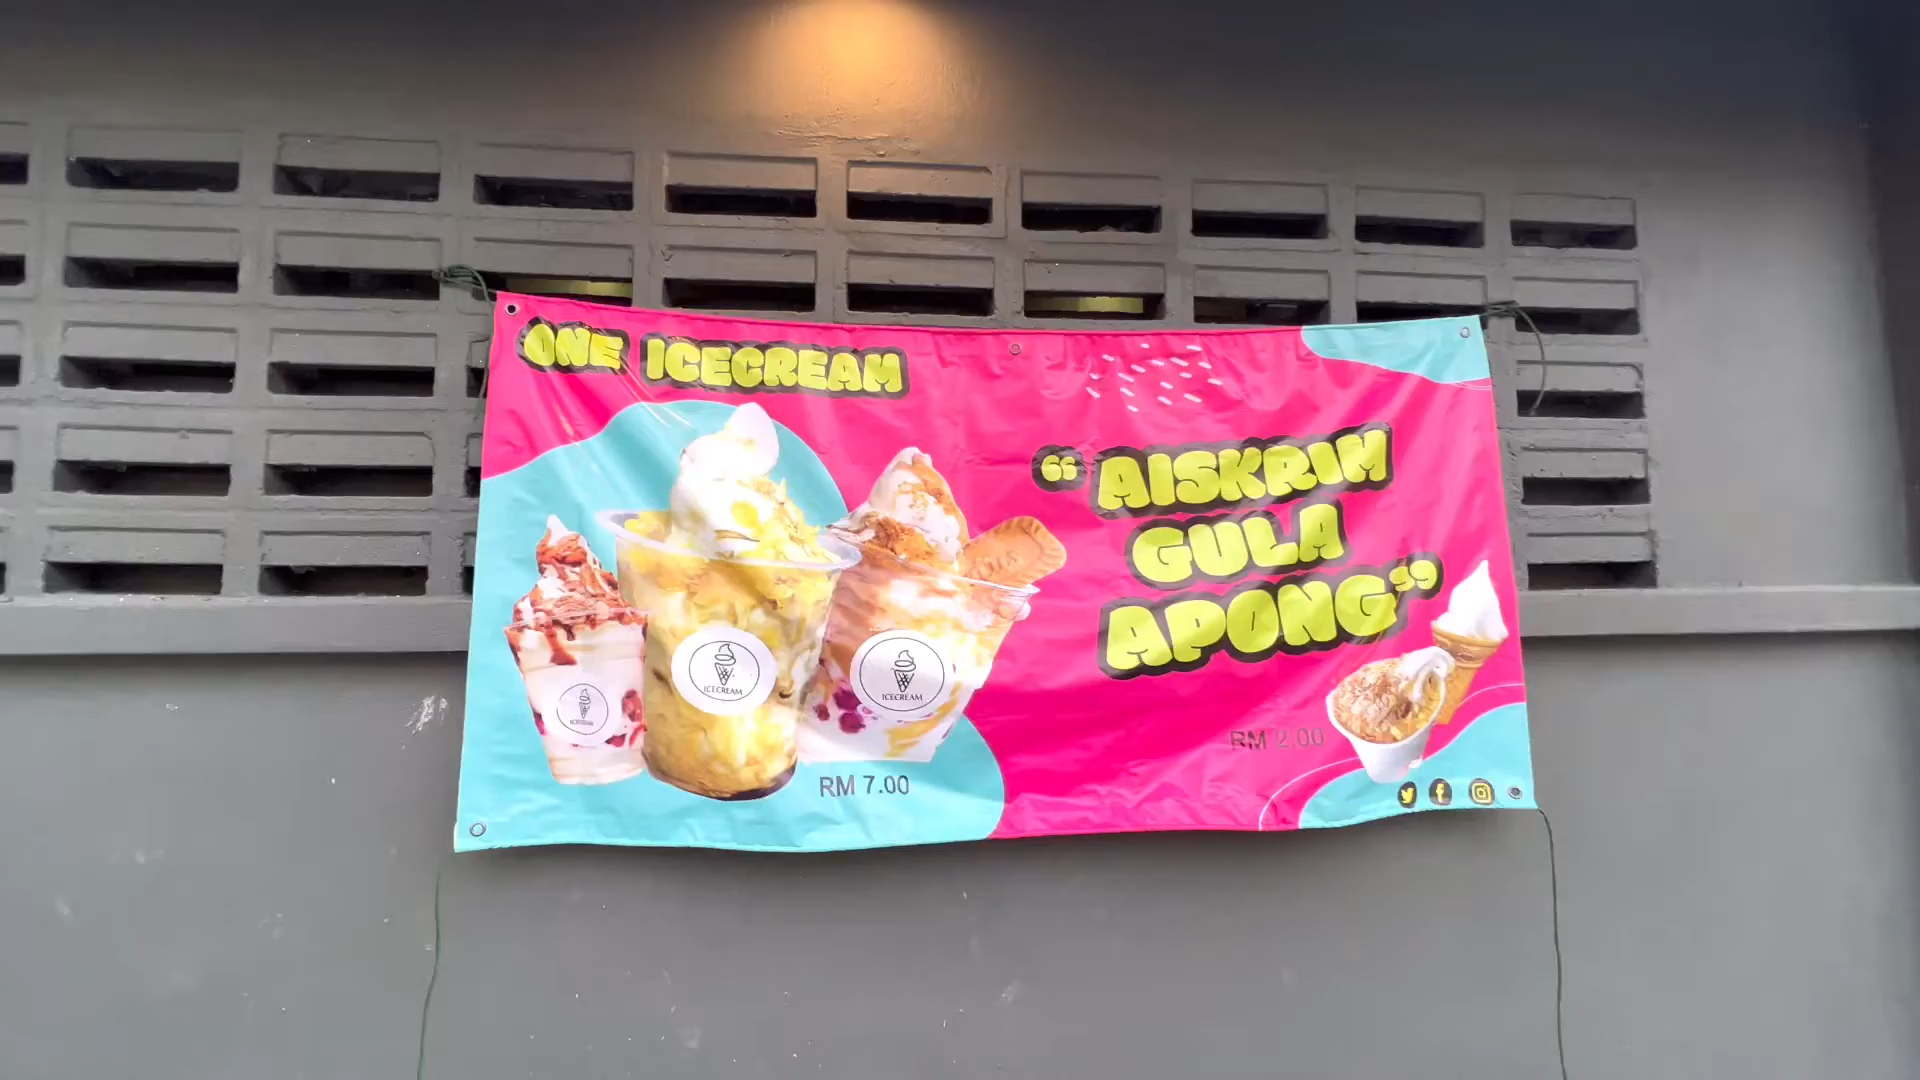 ONE ICECREAM
“AISKRIM
GULA
APONG”
ICECREAM
ICECREAM
ICECREAM
RM 7.00
RM 2.00